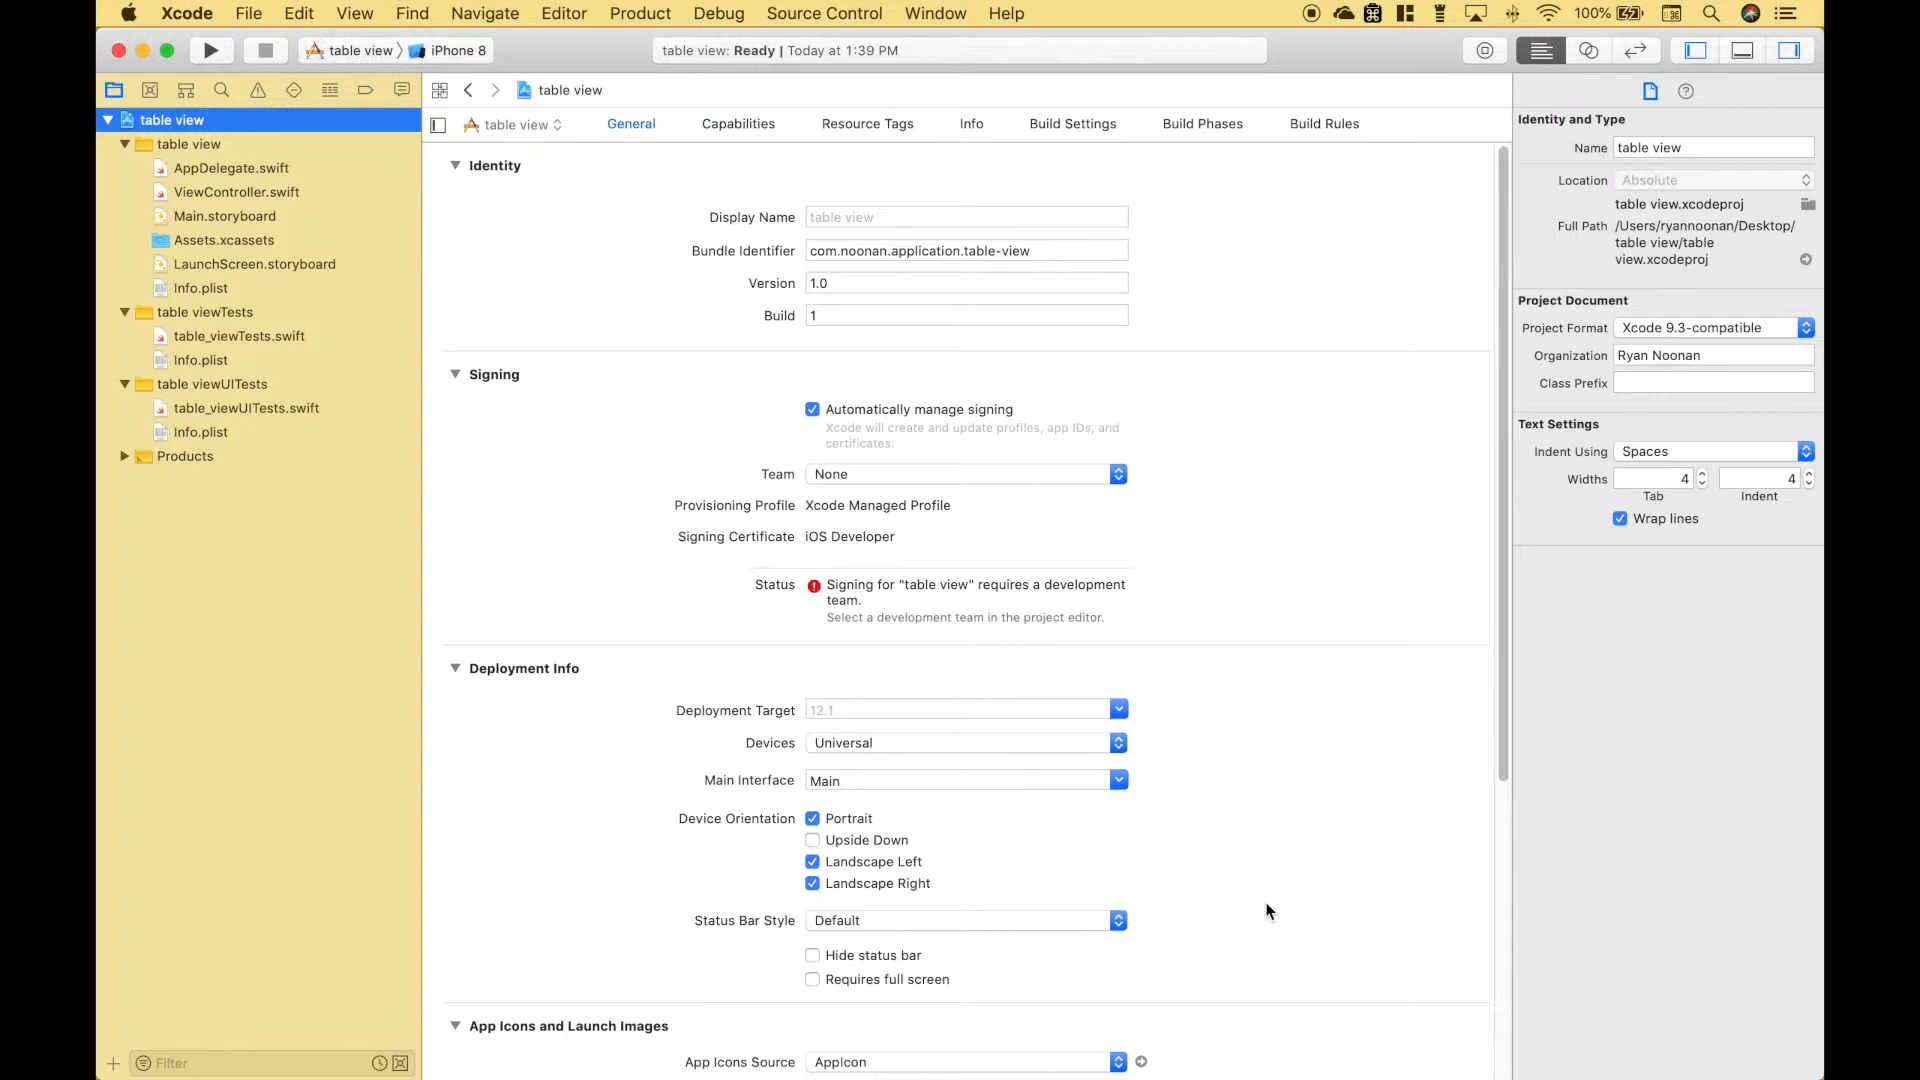 Xcode File Edit View Find Navigate Editor Product Debug Source Control Window Help 100%
table view iPhone 8
table view: Ready | Today at 1:39 PM
table view
table view
table view
AppDelegate.swift
ViewController.swift
Main.storyboard
Assets.xcassets
LaunchScreen.storyboard
Info.plist
table viewTests
table_viewTests.swift
Info.plist
table viewUITests
table_viewUITests.swift
Info.plist
Products
Filter
table view General Capabilities Resource Tags Info Build Settings Build Phases Build Rules
Identity
Display Name table view
Bundle Identifier com.noonan.application.table-view
Version 1.0
Build 1
Signing
Automatically manage signing
Xcode will create and update profiles, app IDs, and
certificates.
Team None
Provisioning Profile Xcode Managed Profile
Signing Certificate iOS Developer
Status Signing for "table view" requires a development
team.
Select a development team in the project editor.
Deployment Info
Deployment Target 12.1
Devices Universal
Main Interface Main
Device Orientation Portrait
Upside Down
Landscape Left
Landscape Right
Status Bar Style Default
Hide status bar
Requires full screen
App Icons and Launch Images
App Icons Source AppIcon
Identity and Type
Name table view
Location Absolute
table view.xcodeproj
Full Path /Users/ryannoonan/Desktop/
table view/table
view.xcodeproj
Project Document
Project Format Xcode 9.3-compatible
Organization Ryan Noonan
Class Prefix
Text Settings
Indent Using Spaces
Widths 4 4
Tab Indent
Wrap lines